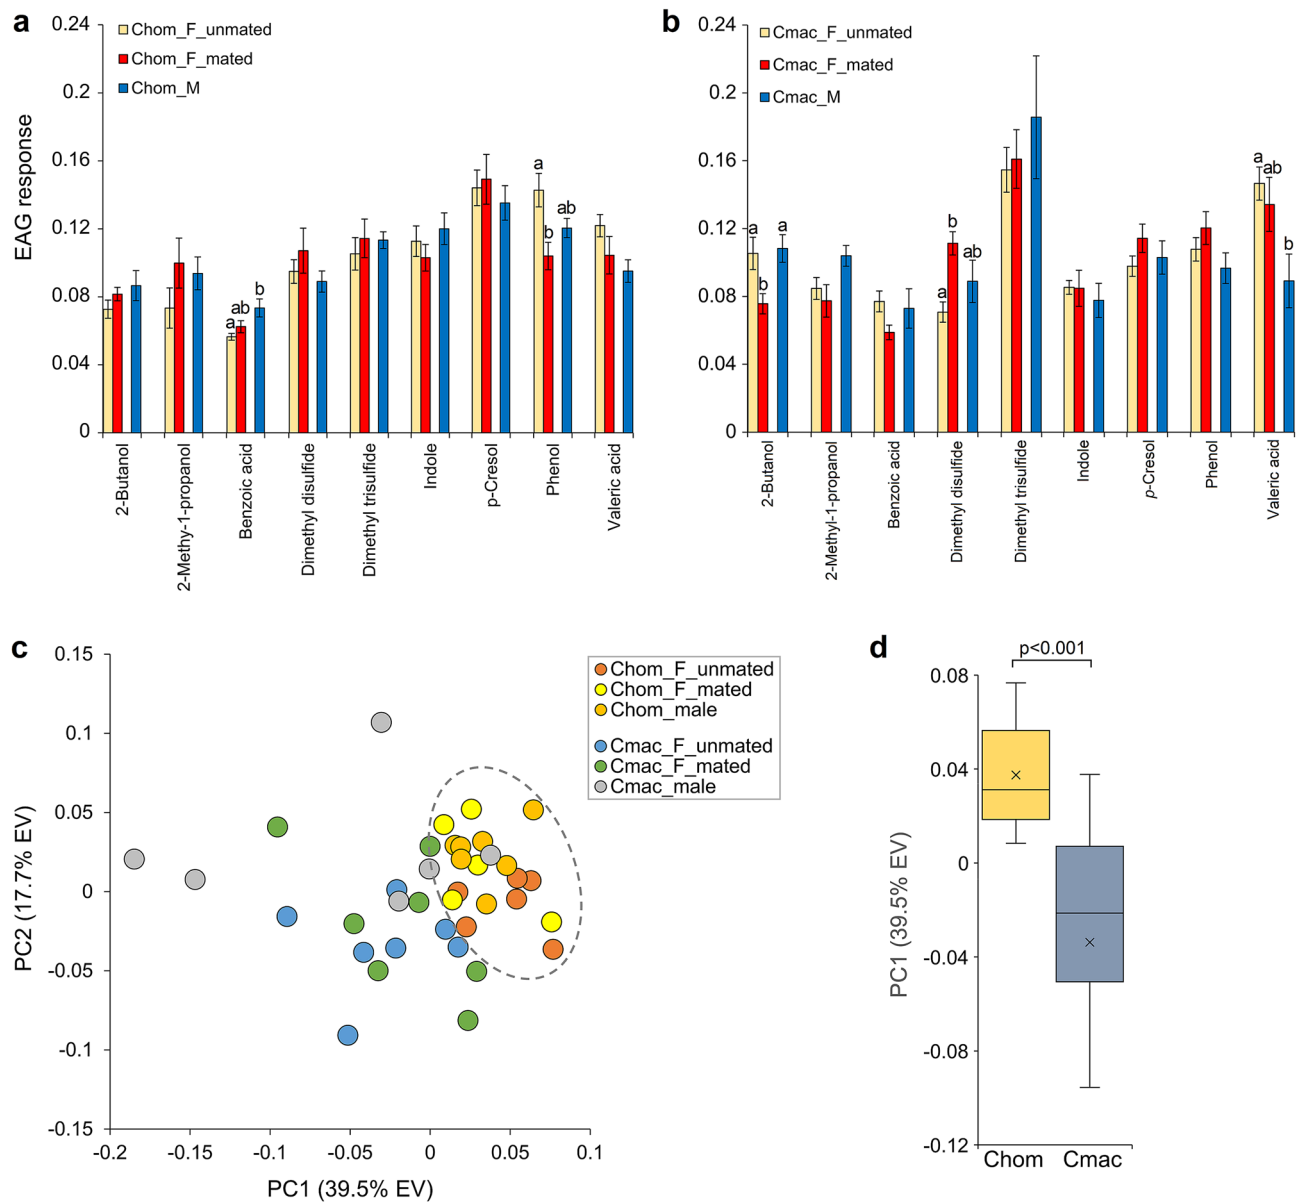 a
0.24
0.2
0.16
0.12
0.08
0.04
0
EAG response
Chom_F_unmated
Chom_F_mated
Chom_M
a
ab
b
a
b
ab
2-Butanol
2-Methy-1-propanol
Benzoic acid
Dimethyl disulfide
Dimethyl trisulfide
Indole
p-Cresol
Phenol
Valeric acid
b
0.24
0.2
0.16
0.12
0.08
0.04
0
Cmac_F_unmated
Cmac_F_mated
Cmac_M
a
b
a
a
b
ab
a
ab
b
2-Butanol
2-Methyl-1-propanol
Benzoic acid
Dimethyl disulfide
Dimethyl trisulfide
Indole
p-Cresol
Phenol
Valeric acid
c
0.15
0.1
0.05
0
-0.05
-0.1
-0.15
PC2 (17.7% EV)
-0.2
-0.15
-0.1
-0.05
0
0.05
0.1
PC1 (39.5% EV)
Chom_F_unmated
Chom_F_mated
Chom_male
Cmac_F_unmated
Cmac_F_mated
Cmac_male
d
p<0.001
0.08
0.04
0
-0.04
-0.08
-0.12
PC1 (39.5% EV)
Chom
Cmac